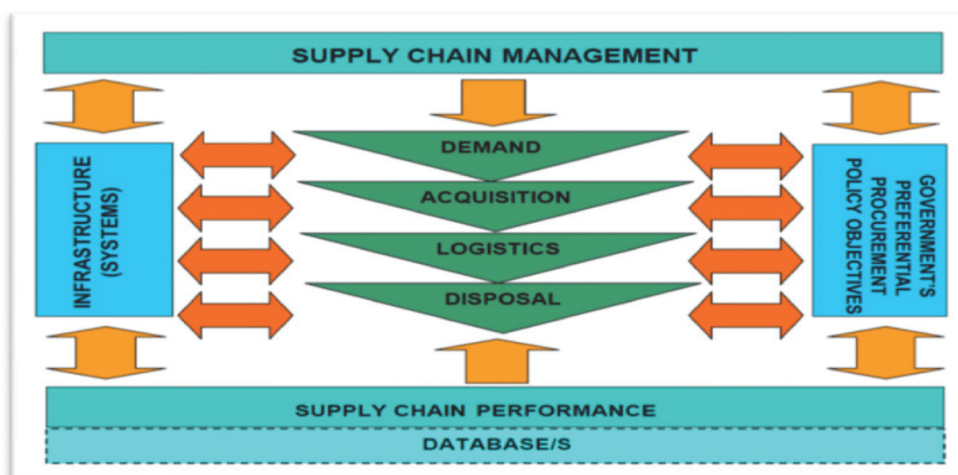 SUPPLY CHAIN MANAGEMENT
INFRASTRUCTURE
(SYSTEMS)
DEMAND
ACQUISITION
LOGISTICS
DISPOSAL
GOVERNMENT'S
PREFERENTIAL
PROCUREMENT
POLICY OBJECTIVES
SUPPLY CHAIN PERFORMANCE
DATABASE/S